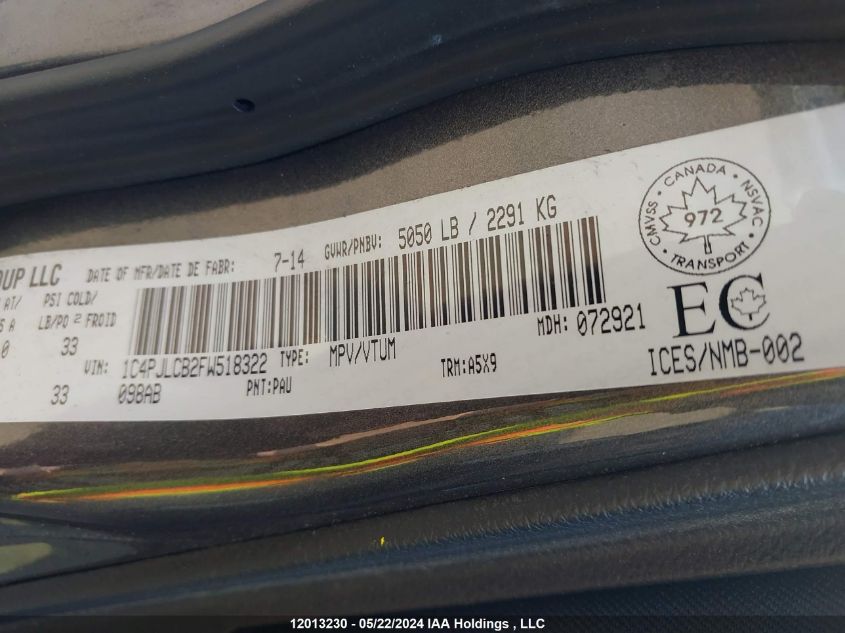 OUP LLC DATE OF MFR/DATE DE FABR: 7-14 GVWR/PNBV: 5050 LB / 2291 KG
AT/ PSI COLD/
A LB/PO² FROID
0 33 VIN: 1C4PJLCB2FW518322 TYPE: MPV/VTUM MDH: 072921
33 098AB PNT:PAU TRM:A5X9
CMVSS • CANADA • NSVAC
972
TRANSPORT
EC
ICES/NMB-002
12013230 - 05/22/2024 IAA Holdings , LLC